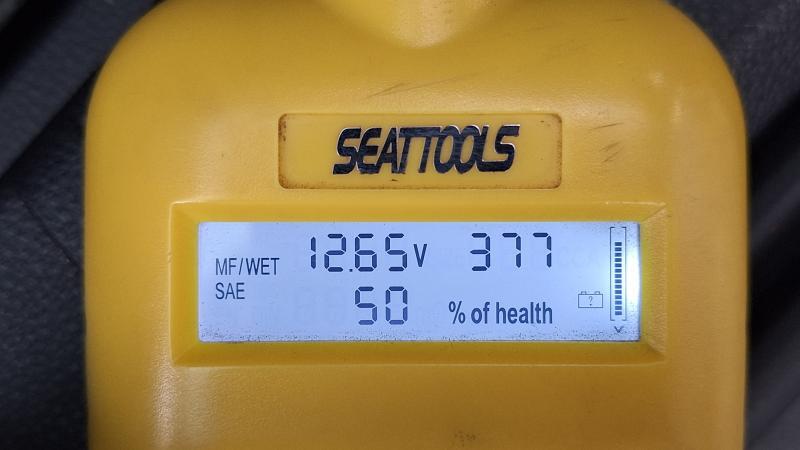 SEATTOOLS
MF/WET 12.65V 377
SAE 50 % of health
?